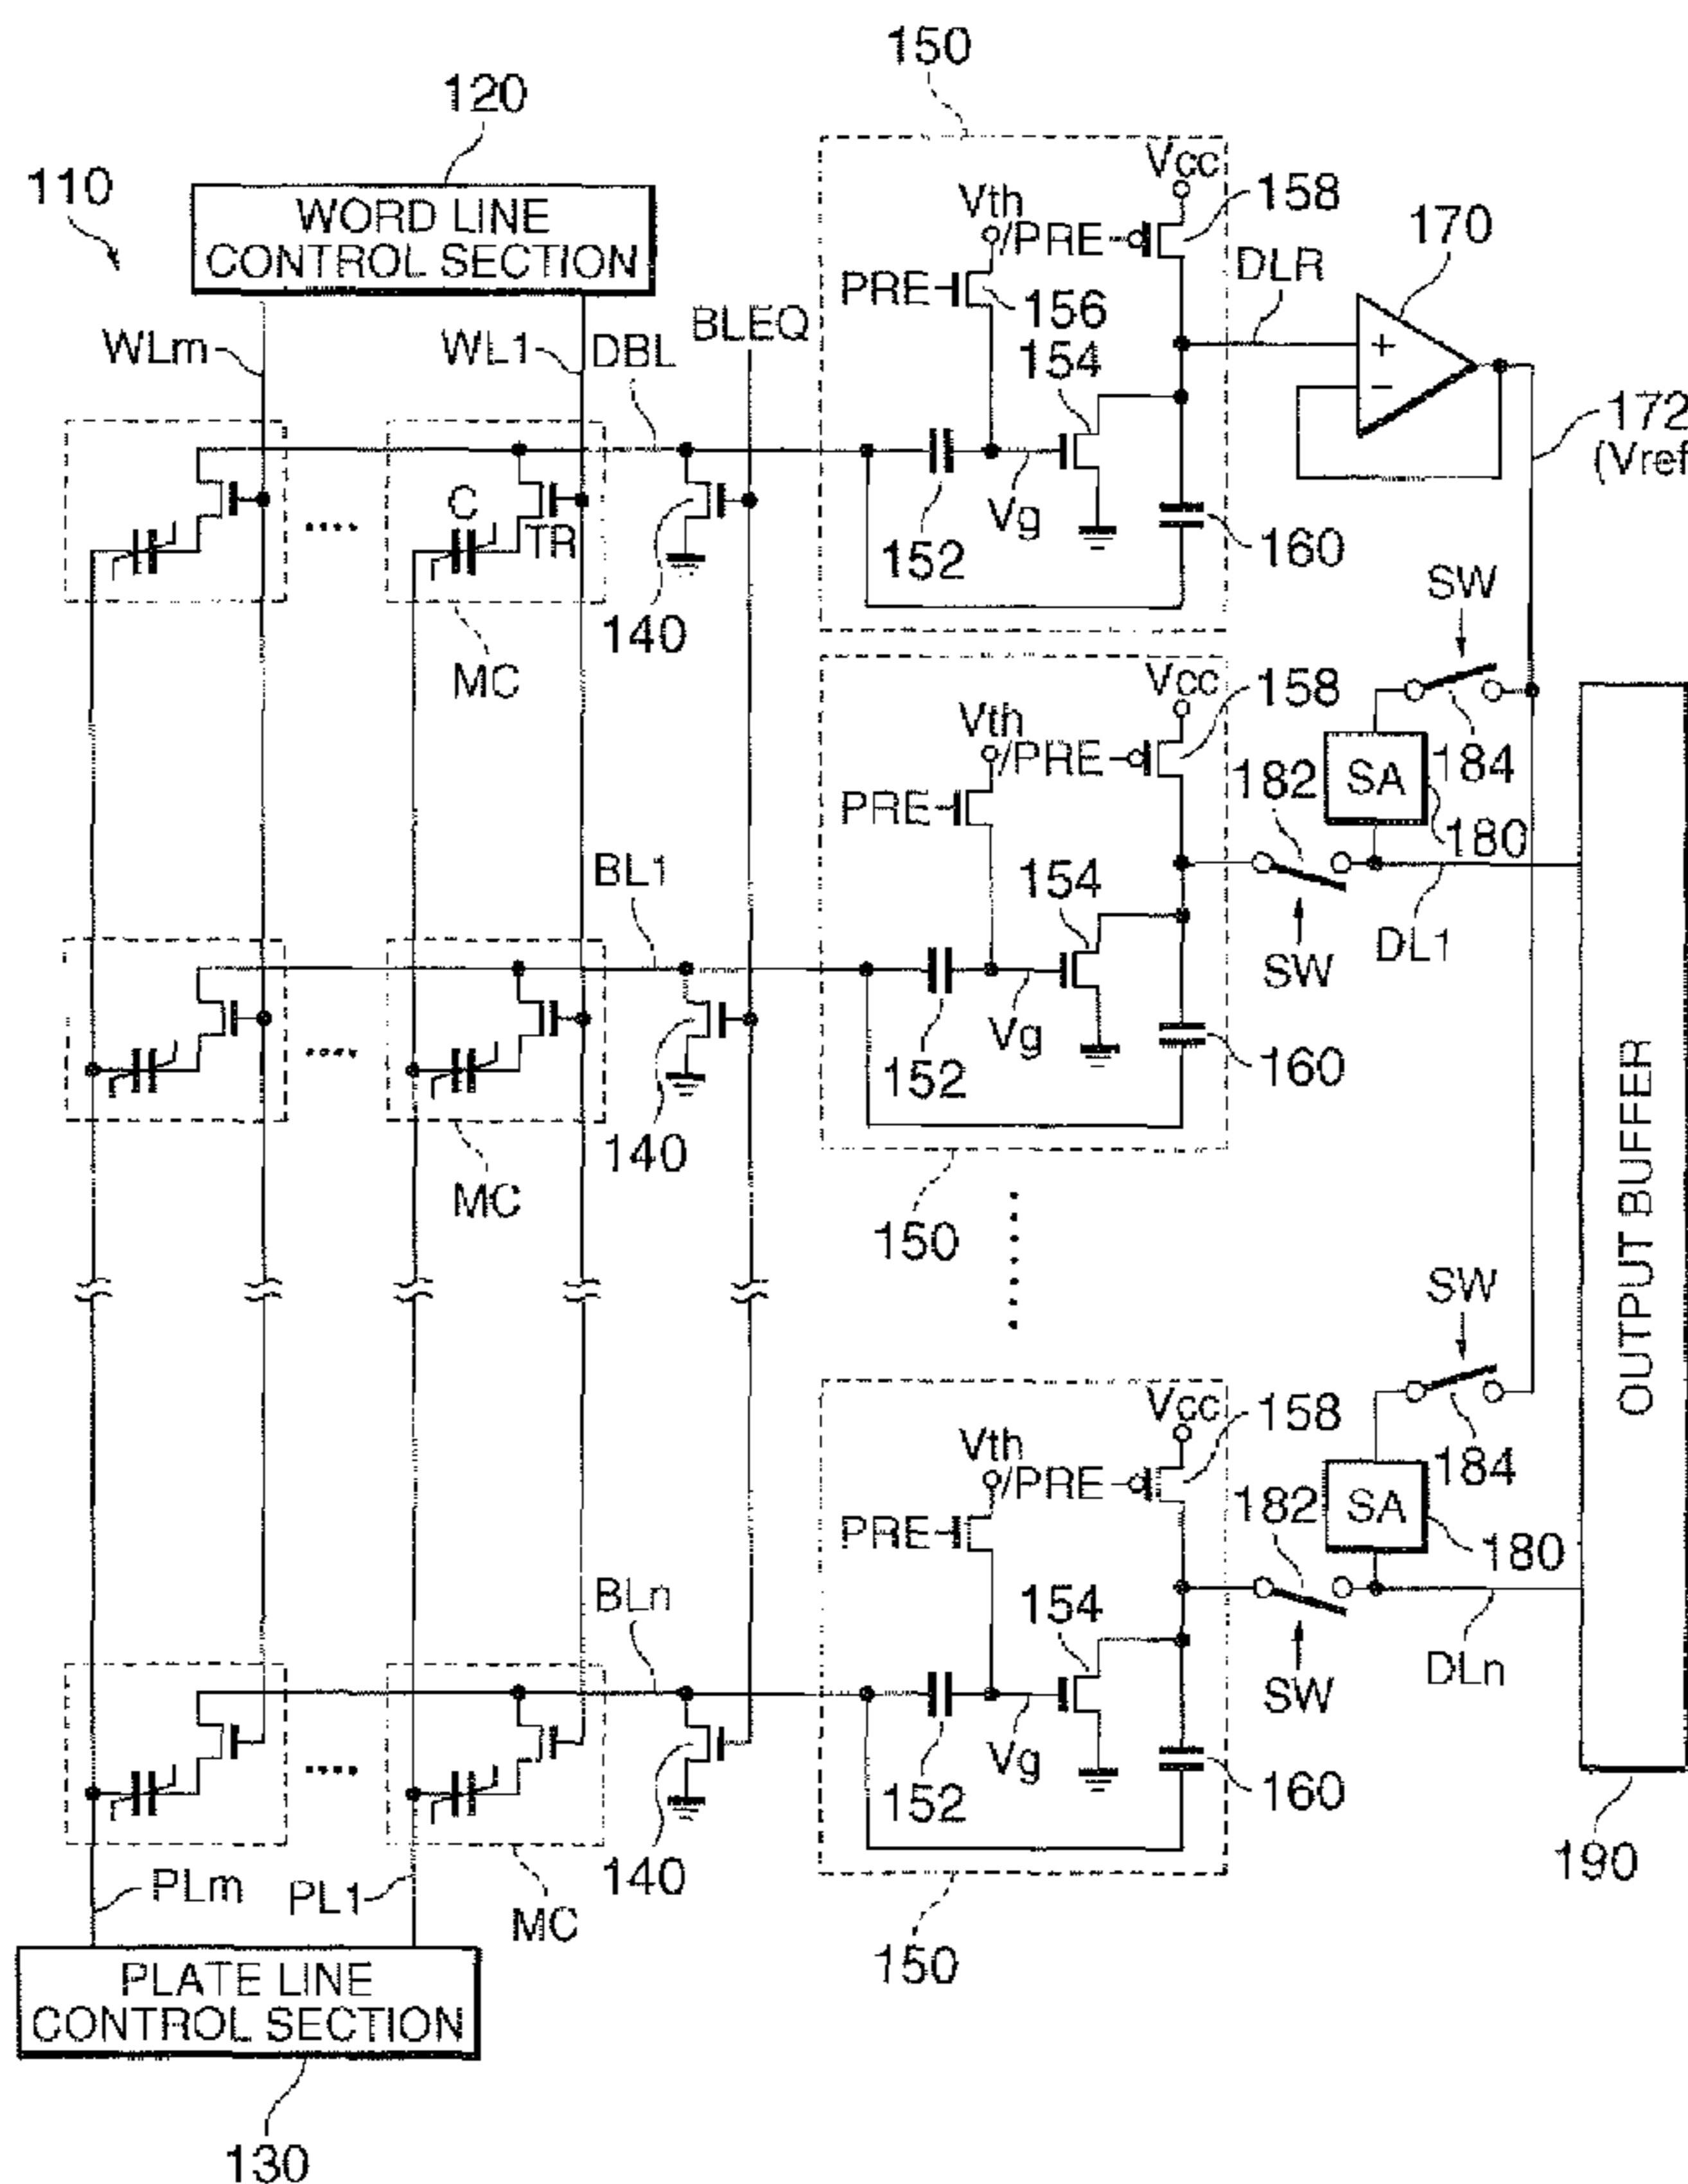 150
120
110
WORD LINE
CONTROL SECTION
Vcc
158
Vth
/PRE
170
DLR
PRE
156
154
WLm
WL1
DBL
BLEQ
+
−
172
(Vref
C
TR
....
Vg
152
160
140
MC
SW
Vcc
158
Vth
/PRE
184
SA
182
180
PRE
BL1
154
DL1
SW
....
Vg
152
160
140
MC
150
OUTPUT BUFFER
SW
Vcc
158
Vth
/PRE
184
SA
182
180
PRE
BLn
154
DLn
SW
....
Vg
152
160
140
190
PLm
PL1
MC
150
PLATE LINE
CONTROL SECTION
130